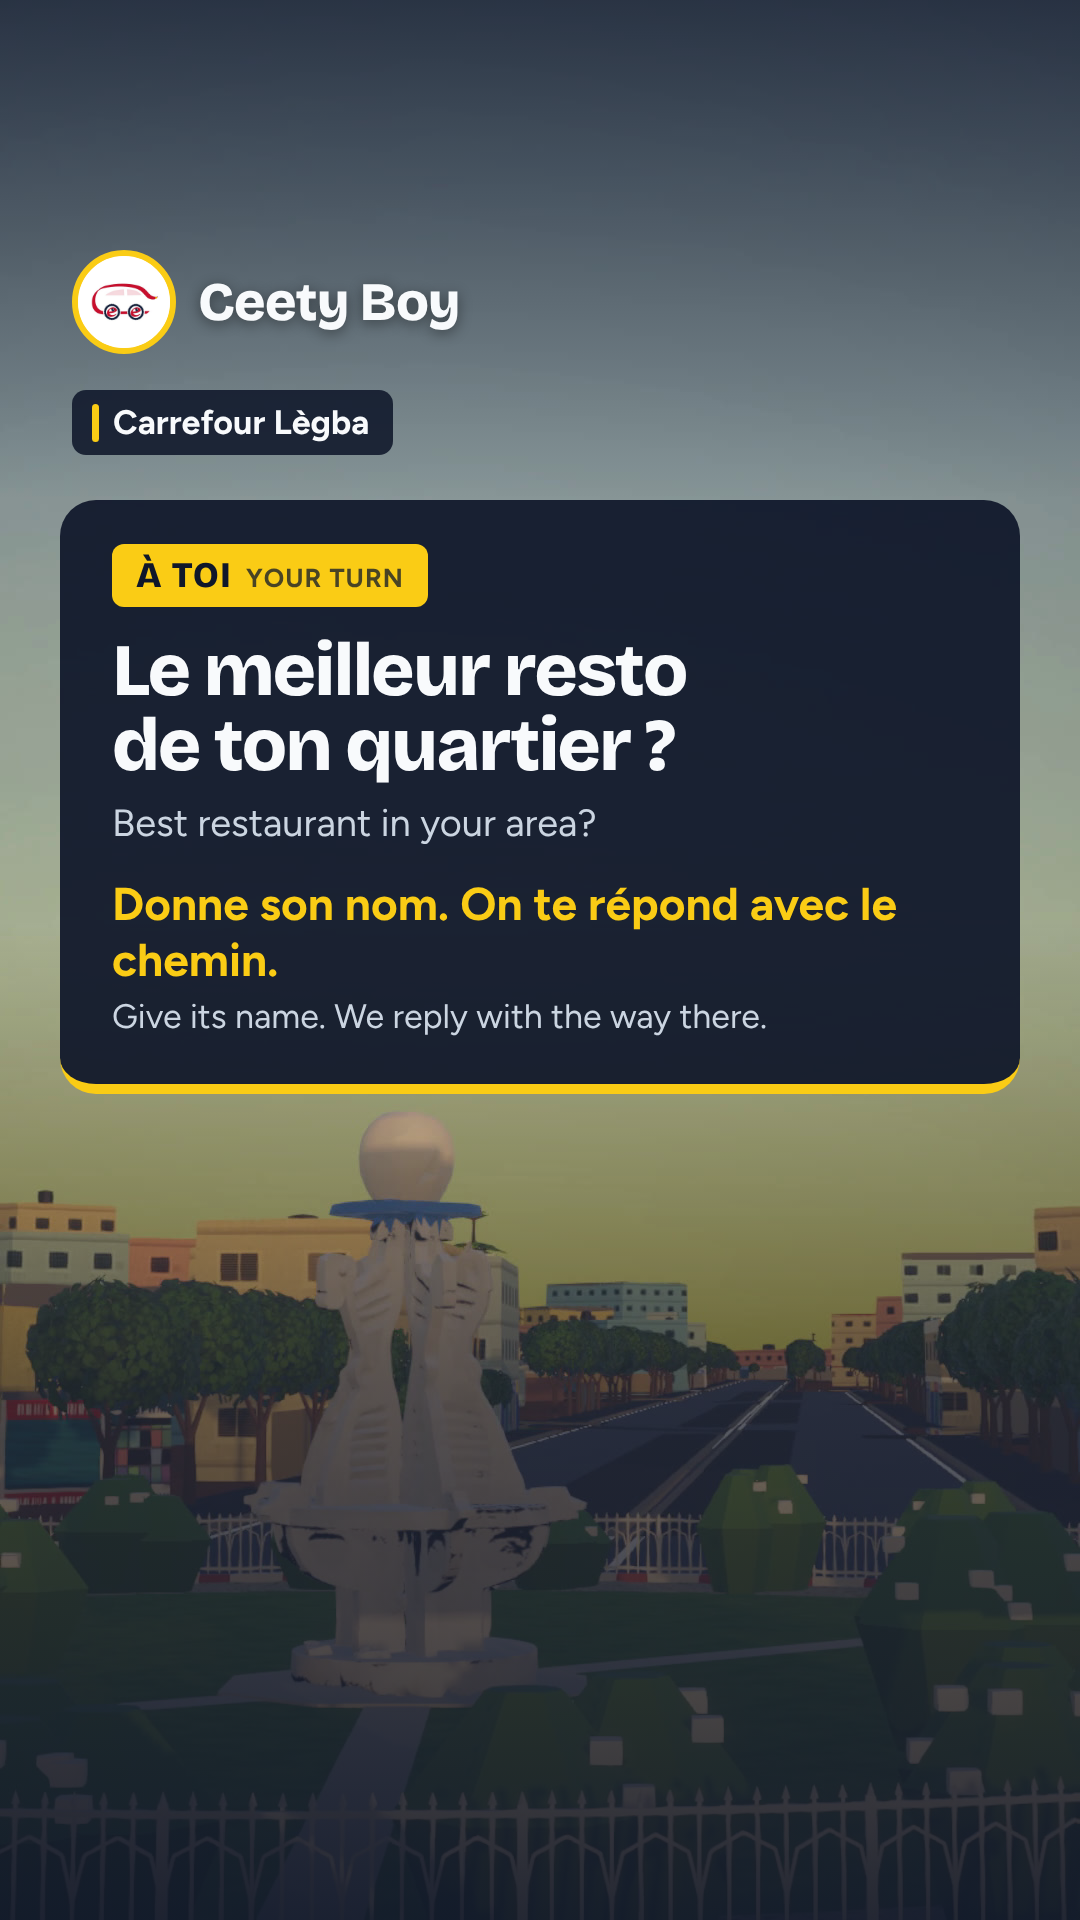 Ceety Boy
Carrefour Lègba
À TOI YOUR TURN
Le meilleur resto
de ton quartier ?
Best restaurant in your area?
Donne son nom. On te répond avec le
chemin.
Give its name. We reply with the way there.